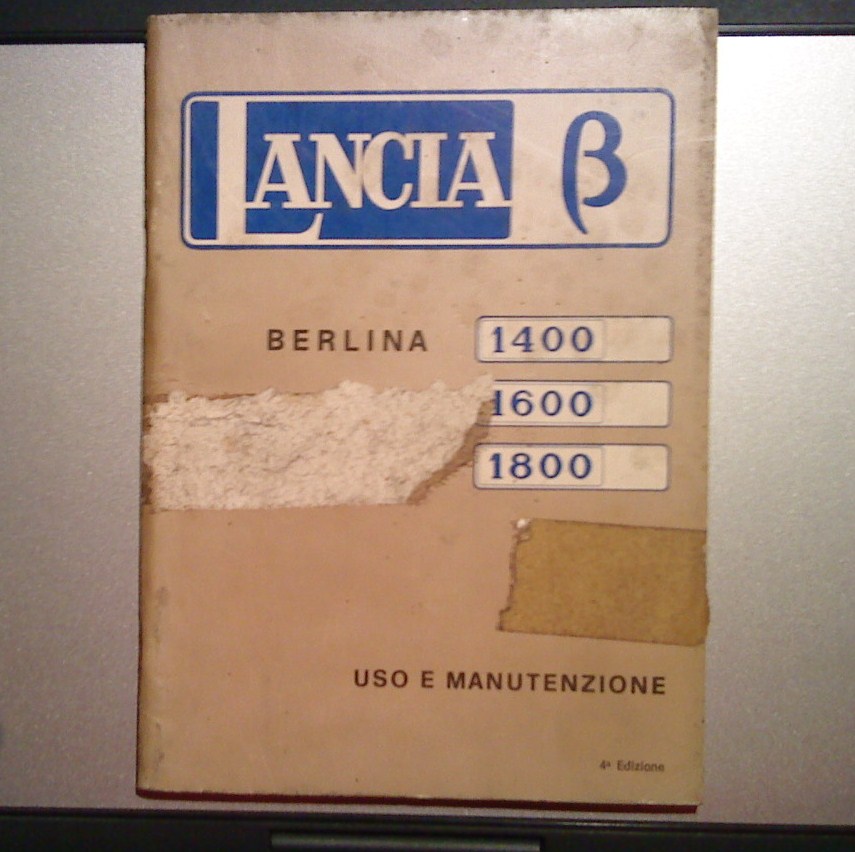 LANCIA β
BERLINA 1400
1600
1800
USO E MANUTENZIONE
4ª Edizione